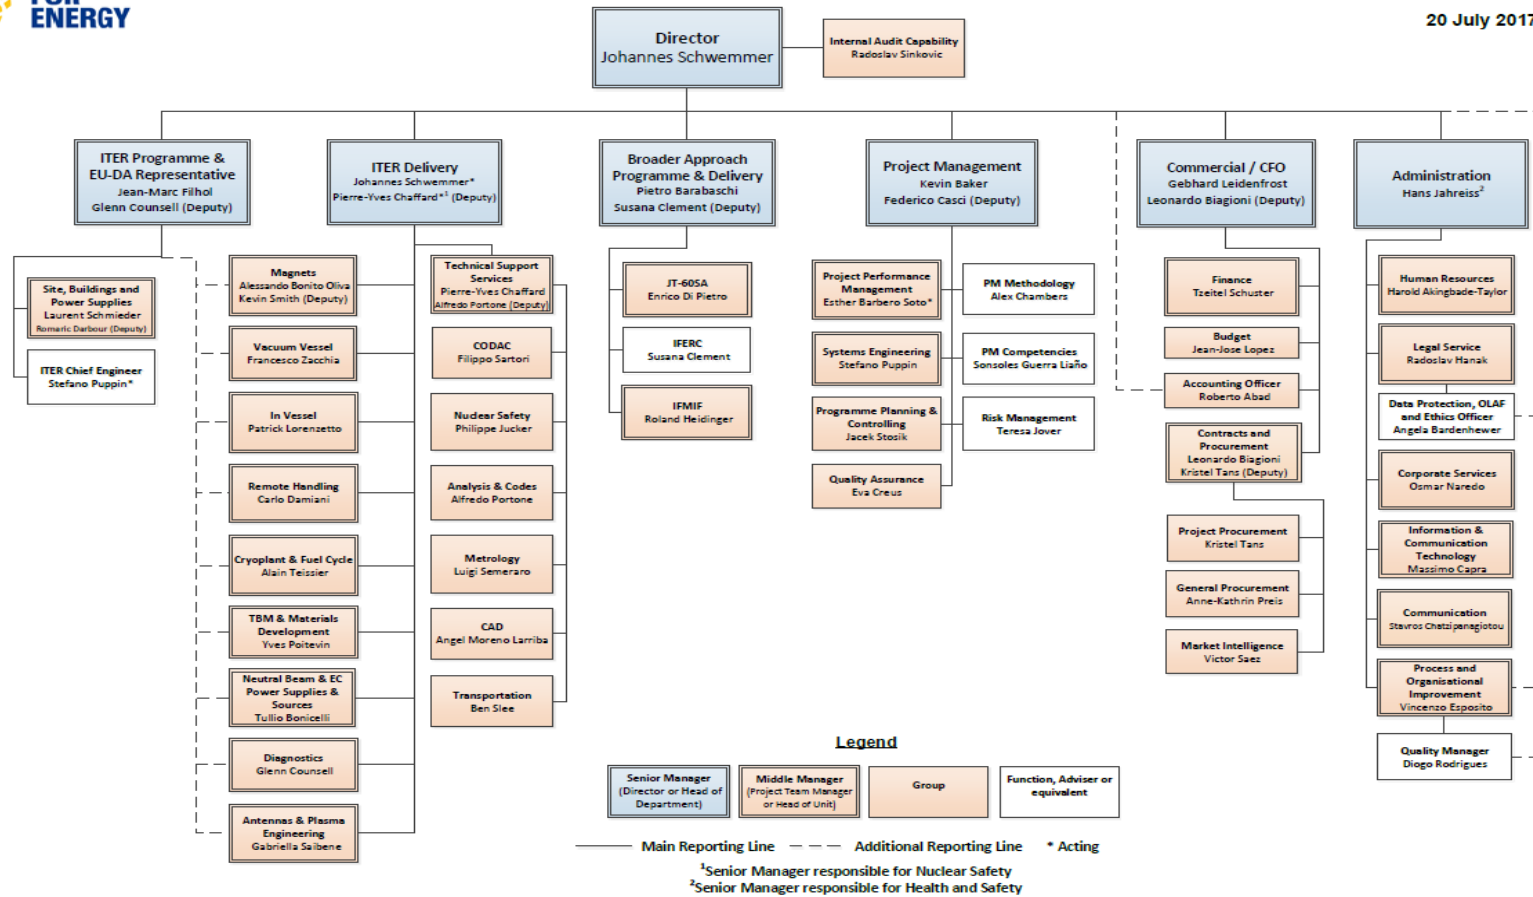 FOR
ENERGY
20 July 2017
Director
Johannes Schwemmer
Internal Audit Capability
Radoslav Sinkovic
ITER Programme &
EU-DA Representative
Jean-Marc Filhol
Glenn Counsell (Deputy)
ITER Delivery
Johannes Schwemmer*
Pierre-Yves Chaffard*¹ (Deputy)
Broader Approach
Programme & Delivery
Pietro Barabaschi
Susana Clement (Deputy)
Project Management
Kevin Baker
Federico Casci (Deputy)
Commercial / CFO
Gebhard Leidenfrost
Leonardo Biagioni (Deputy)
Administration
Hans Jahreiss²
Site, Buildings and
Power Supplies
Laurent Schmieder
Romaric Darbour (Deputy)
ITER Chief Engineer
Stefano Puppin*
Magnets
Alessando Bonito Oliva
Kevin Smith (Deputy)
Vacuum Vessel
Francesco Zacchia
In Vessel
Patrick Lorenzetto
Remote Handling
Carlo Damiani
Cryoplant & Fuel Cycle
Alain Teissier
TBM & Materials
Development
Yves Poitevin
Neutral Beam & EC
Power Supplies &
Sources
Tullio Bonicelli
Diagnostics
Glenn Counsell
Antennas & Plasma
Engineering
Gabriella Saibene
Technical Support
Services
Pierre-Yves Chaffard
Alfredo Portone (Deputy)
CODAC
Filippo Sartori
Nuclear Safety
Philippe Jucker
Analysis & Codes
Alfredo Portone
Metrology
Luigi Semeraro
CAD
Angel Moreno Larriba
Transportation
Ben Slee
JT-60SA
Enrico Di Pietro
IFERC
Susana Clement
IFMIF
Roland Heidinger
Project Performance
Management
Esther Barbero Soto*
Systems Engineering
Stefano Puppin
Programme Planning &
Controlling
Jacek Stosik
Quality Assurance
Eva Creus
PM Methodology
Alex Chambers
PM Competencies
Sonsoles Guerra Liaño
Risk Management
Teresa Jover
Finance
Tzeitel Schuster
Budget
Jean-Jose Lopez
Accounting Officer
Roberto Abad
Contracts and
Procurement
Leonardo Biagioni
Kristel Tans (Deputy)
Project Procurement
Kristel Tans
General Procurement
Anne-Kathrin Preis
Market Intelligence
Victor Saez
Human Resources
Harold Akingbade-Taylor
Legal Service
Radoslav Hanak
Data Protection, OLAF
and Ethics Officer
Angela Bardenhewer
Corporate Services
Osmar Naredo
Information &
Communication
Technology
Massimo Capra
Communication
Stavros Chatzipanagiotou
Process and
Organisational
Improvement
Vincenzo Esposito
Quality Manager
Diogo Rodrigues
Legend
Senior Manager
(Director or Head of
Department)
Middle Manager
(Project Team Manager
or Head of Unit)
Group
Function, Adviser or
equivalent
Main Reporting Line
Additional Reporting Line
* Acting
¹Senior Manager responsible for Nuclear Safety
²Senior Manager responsible for Health and Safety